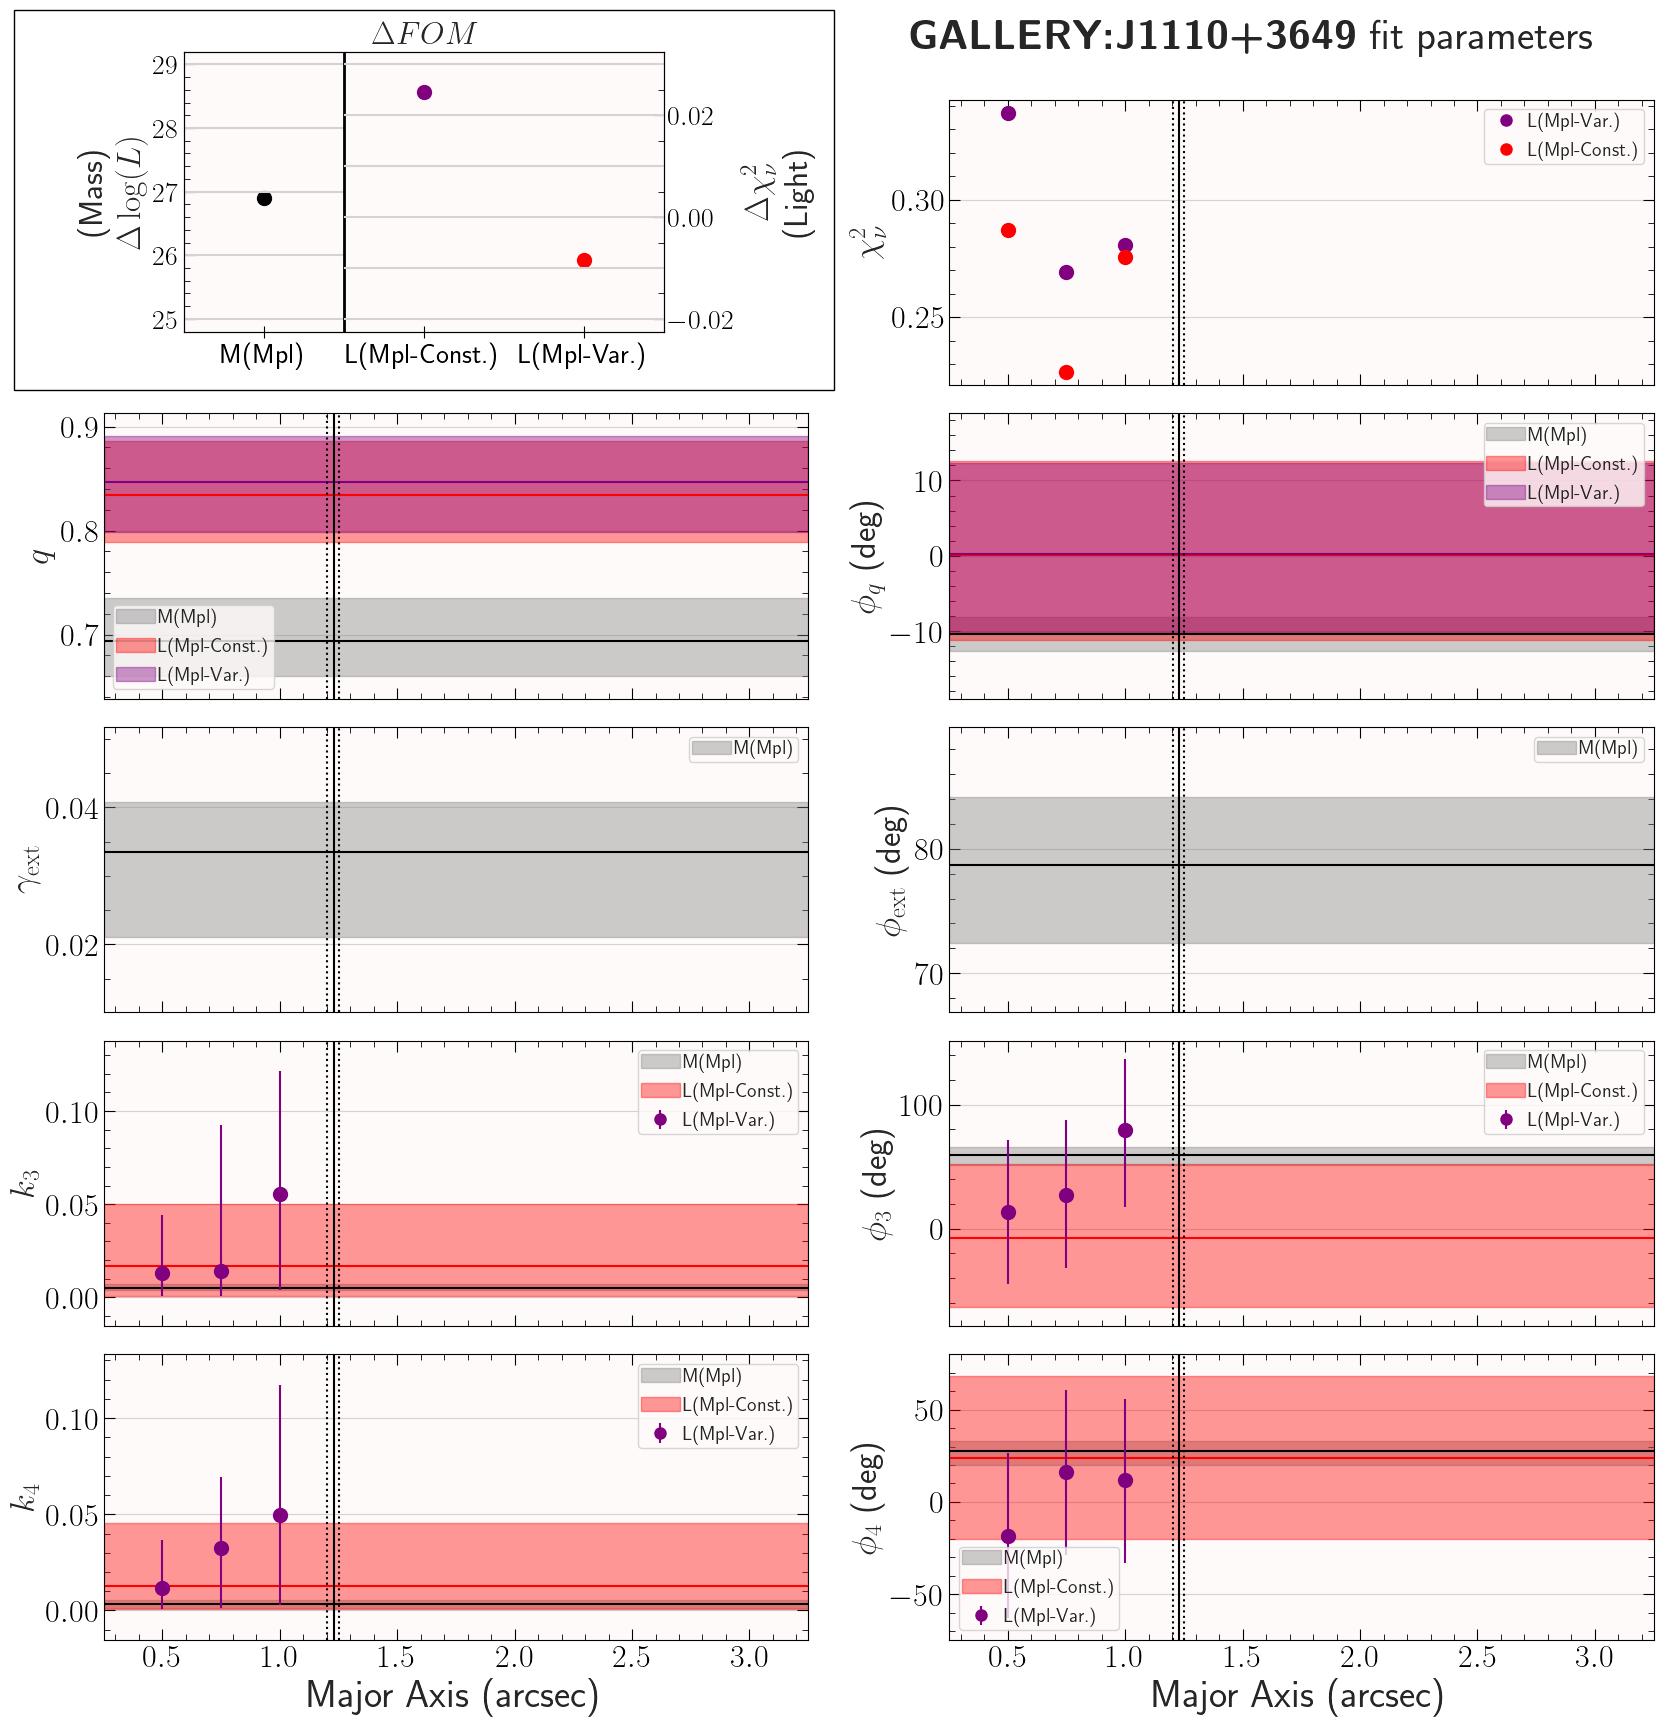 ΔFOM
GALLERY:J1110+3649 fit parameters
(Mass)
Δ log(L)
29
28
27
26
25
0.02
0.00
−0.02
Δχ²ᵥ
(Light)
M(Mpl)
L(Mpl-Const.)
L(Mpl-Var.)
χ²ᵥ
0.30
0.25
L(Mpl-Var.)
L(Mpl-Const.)
q
0.9
0.8
0.7
M(Mpl)
L(Mpl-Const.)
L(Mpl-Var.)
ϕ_q (deg)
10
0
−10
M(Mpl)
L(Mpl-Const.)
L(Mpl-Var.)
γ_ext
0.04
0.02
M(Mpl)
ϕ_ext (deg)
80
70
M(Mpl)
k₃
0.10
0.05
0.00
M(Mpl)
L(Mpl-Const.)
L(Mpl-Var.)
ϕ₃ (deg)
100
0
M(Mpl)
L(Mpl-Const.)
L(Mpl-Var.)
k₄
0.10
0.05
0.00
M(Mpl)
L(Mpl-Const.)
L(Mpl-Var.)
ϕ₄ (deg)
50
0
−50
M(Mpl)
L(Mpl-Const.)
L(Mpl-Var.)
0.5 1.0 1.5 2.0 2.5 3.0
Major Axis (arcsec)
0.5 1.0 1.5 2.0 2.5 3.0
Major Axis (arcsec)